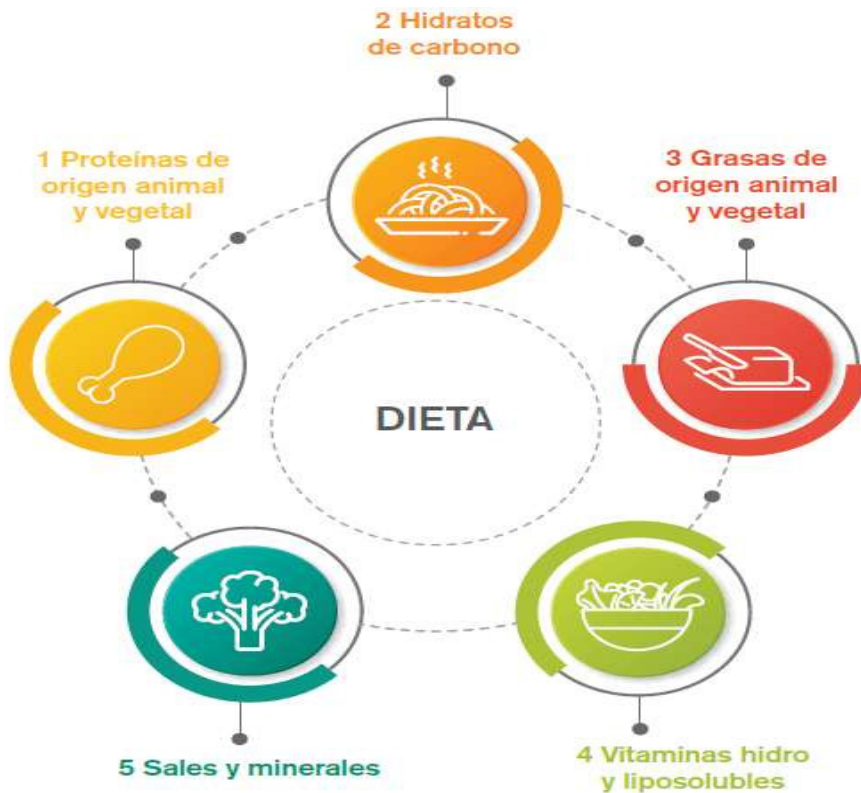 2 Hidratos
de carbono
1 Proteínas de
origen animal
y vegetal
3 Grasas de
origen animal
y vegetal
DIETA
5 Sales y minerales
4 Vitaminas hidro
y liposolubles